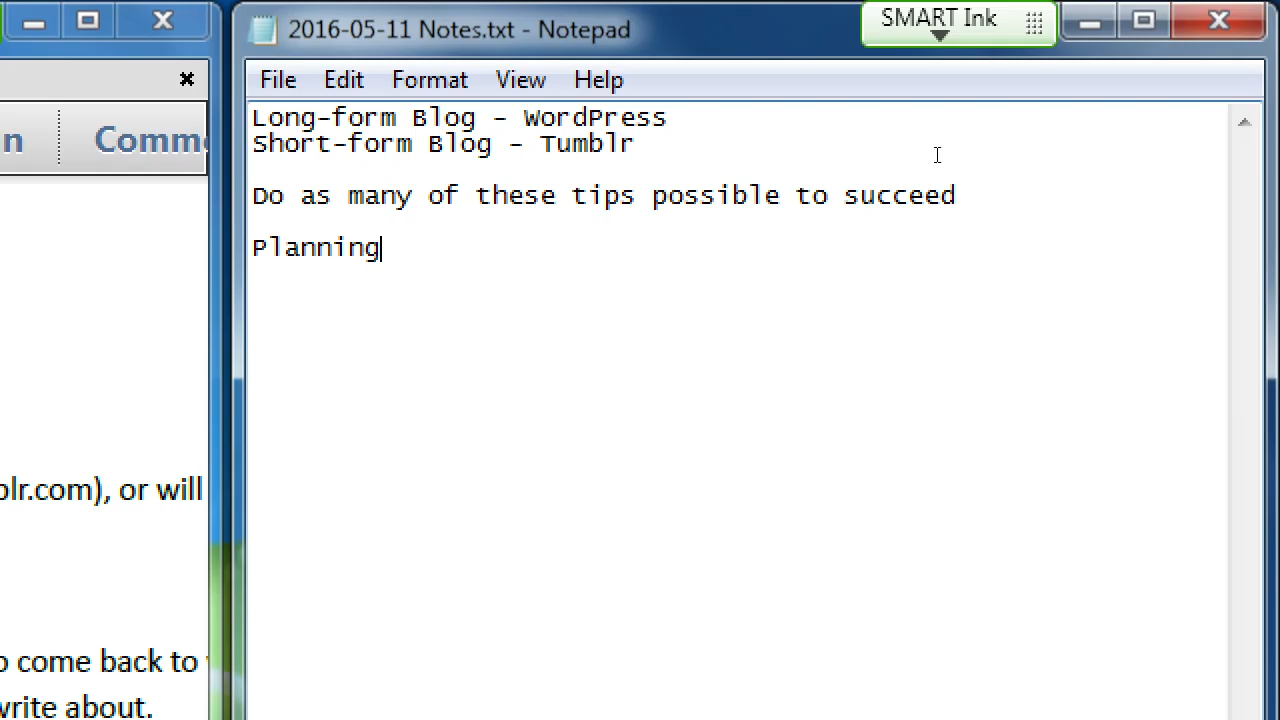 2016-05-11 Notes.txt - Notepad
SMART Ink
File Edit Format View Help
n
Long-form Blog - WordPress
Short-form Blog - Tumblr
Do as many of these tips possible to succeed
Planning
blr.com), or will
come back to
write about.